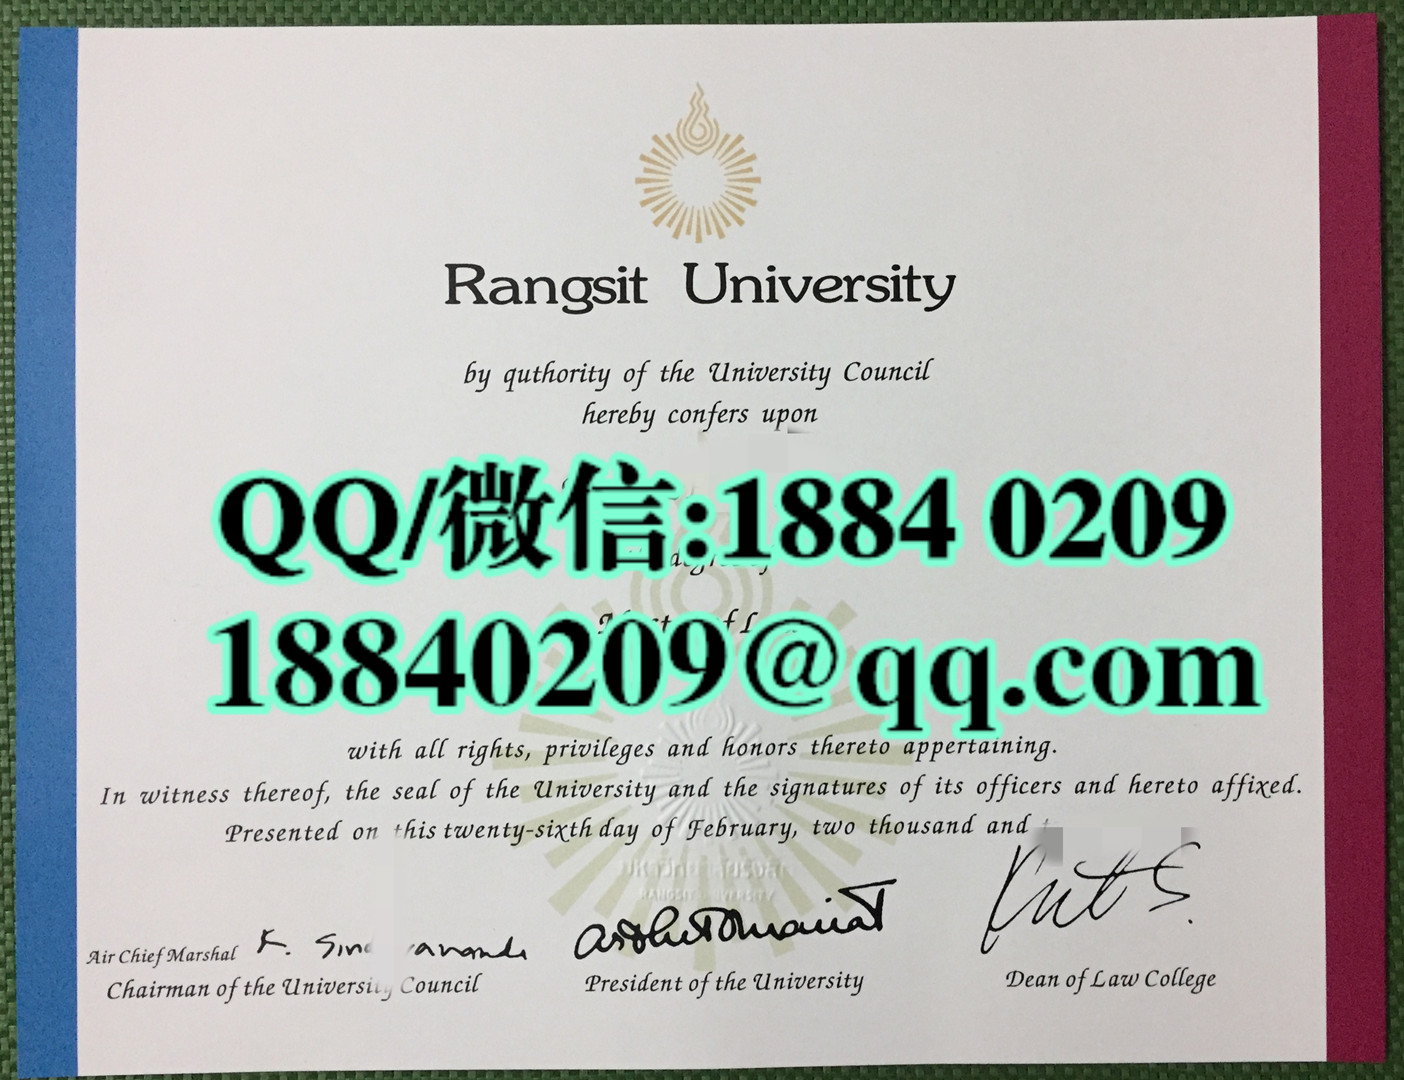 Rangsit University
by quthority of the University Council
hereby confers upon
QQ/微信:1884 0209
18840209@qq.com
with all rights, privileges and honors thereto appertaining.
In witness thereof, the seal of the University and the signatures of its officers and hereto affixed.
Presented on this twenty-sixth day of February, two thousand and
RANGSIT UNIVERSITY
Air Chief Marshal K.
Chairman of the University Council
President of the University
Dean of Law College